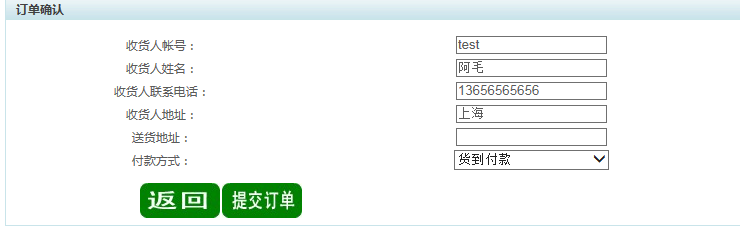 订单确认
收货人帐号： test
收货人姓名： 阿毛
收货人联系电话： 13656565656
收货人地址： 上海
送货地址：
付款方式： 货到付款
返回 提交订单